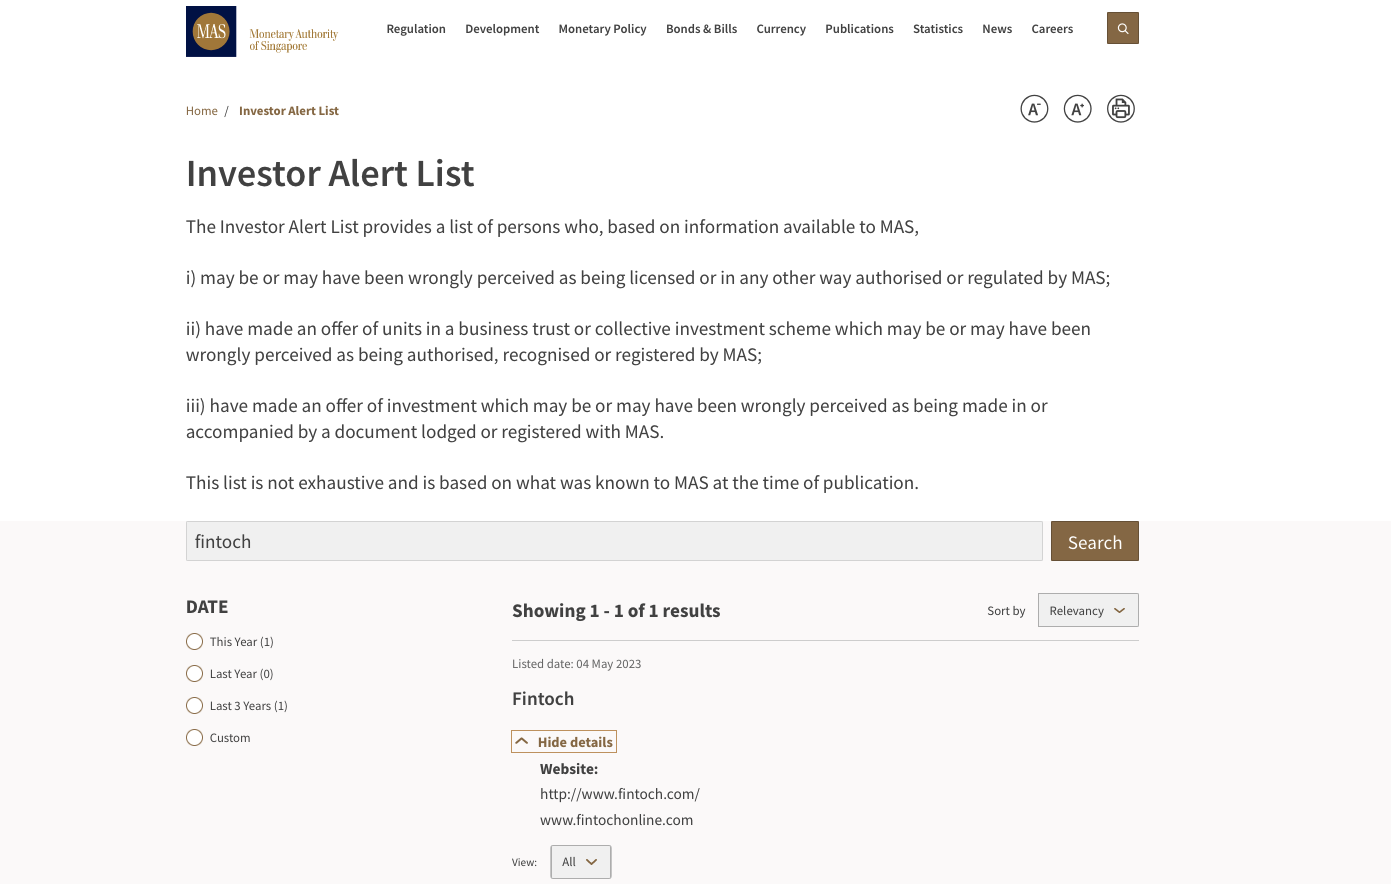 MAS
Monetary Authority
of Singapore
Regulation Development Monetary Policy Bonds & Bills Currency Publications Statistics News Careers
Home / Investor Alert List
A-
A+
Investor Alert List
The Investor Alert List provides a list of persons who, based on information available to MAS,
i) may be or may have been wrongly perceived as being licensed or in any other way authorised or regulated by MAS;
ii) have made an offer of units in a business trust or collective investment scheme which may be or may have been
wrongly perceived as being authorised, recognised or registered by MAS;
iii) have made an offer of investment which may be or may have been wrongly perceived as being made in or
accompanied by a document lodged or registered with MAS.
This list is not exhaustive and is based on what was known to MAS at the time of publication.
fintoch
Search
DATE
This Year (1)
Last Year (0)
Last 3 Years (1)
Custom
Showing 1 - 1 of 1 results
Sort by Relevancy
Listed date: 04 May 2023
Fintoch
Hide details
Website:
http://www.fintoch.com/
www.fintochonline.com
View: All